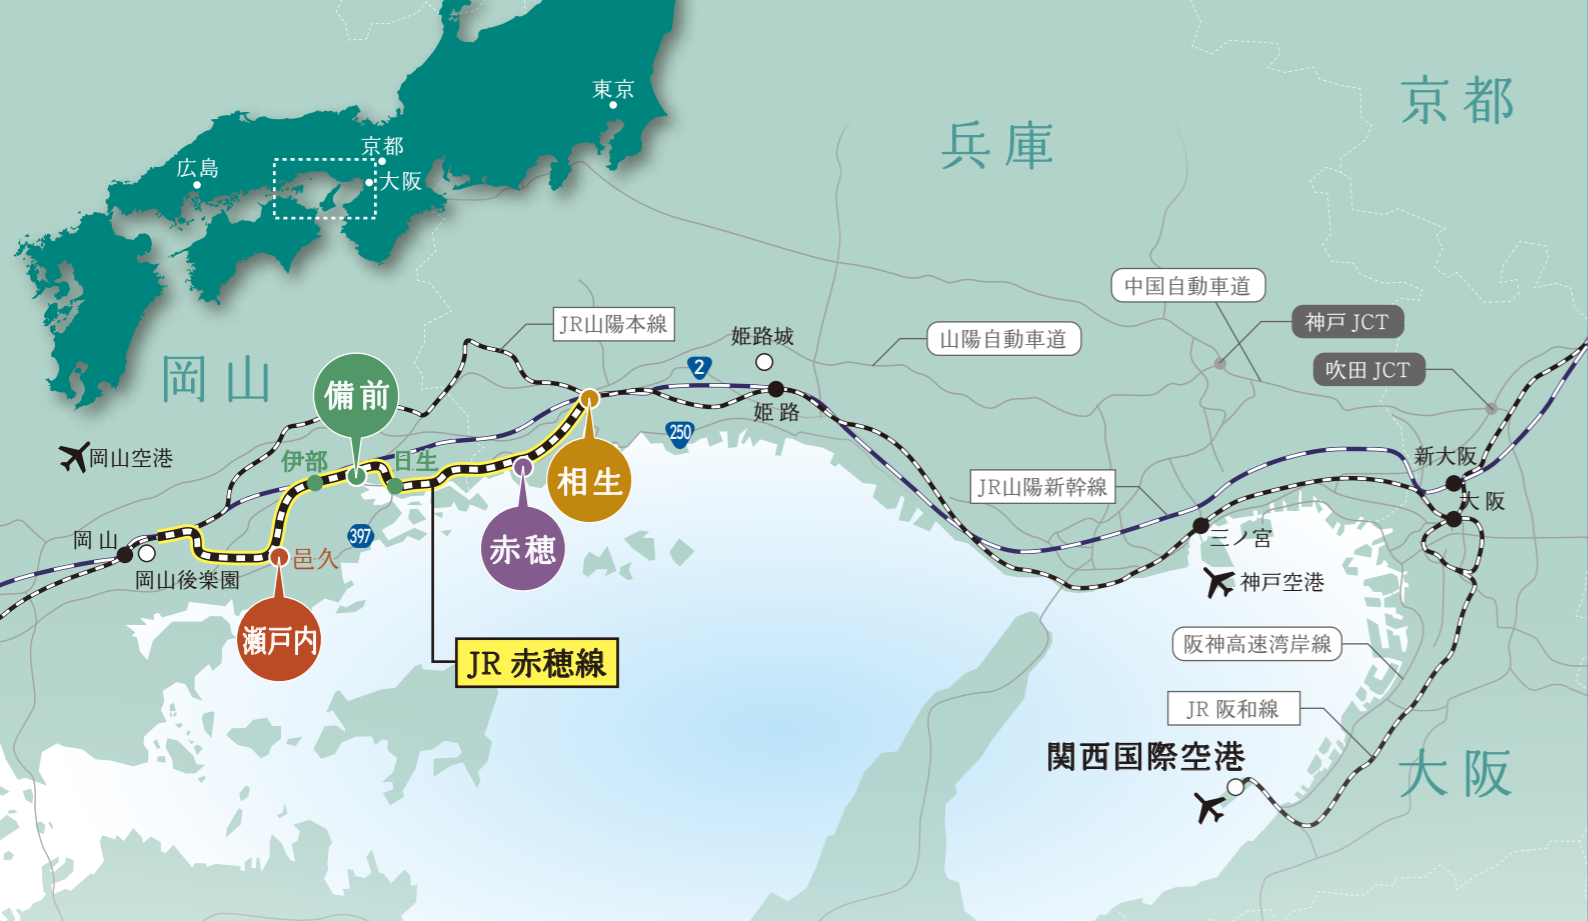 東京
京都
広島
大阪
京都
兵庫
中国自動車道
神戸 JCT
JR山陽本線
山陽自動車道
姫路城
吹田 JCT
岡山
備前
2
姫路
250
岡山空港
伊部
日生
相生
新大阪
JR山陽新幹線
大阪
397
岡山
赤穂
三ノ宮
邑久
岡山後楽園
神戸空港
瀬戸内
JR 赤穂線
阪神高速湾岸線
JR 阪和線
関西国際空港
大阪